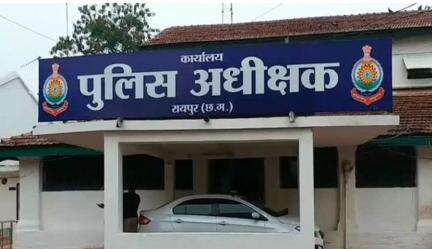 कार्यालय
पुलिस अधीक्षक
रायपुर (छ.ग.)